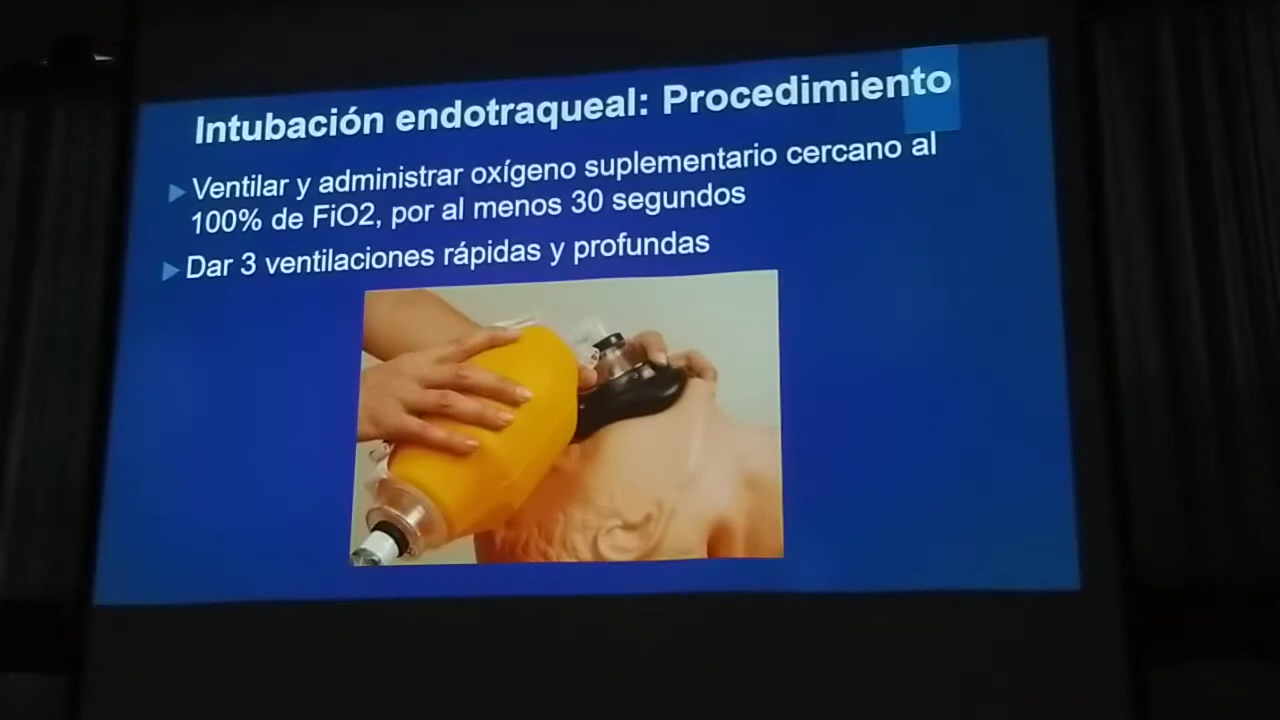 Intubación endotraqueal: Procedimiento
Ventilar y administrar oxígeno suplementario cercano al
100% de FiO2, por al menos 30 segundos
Dar 3 ventilaciones rápidas y profundas